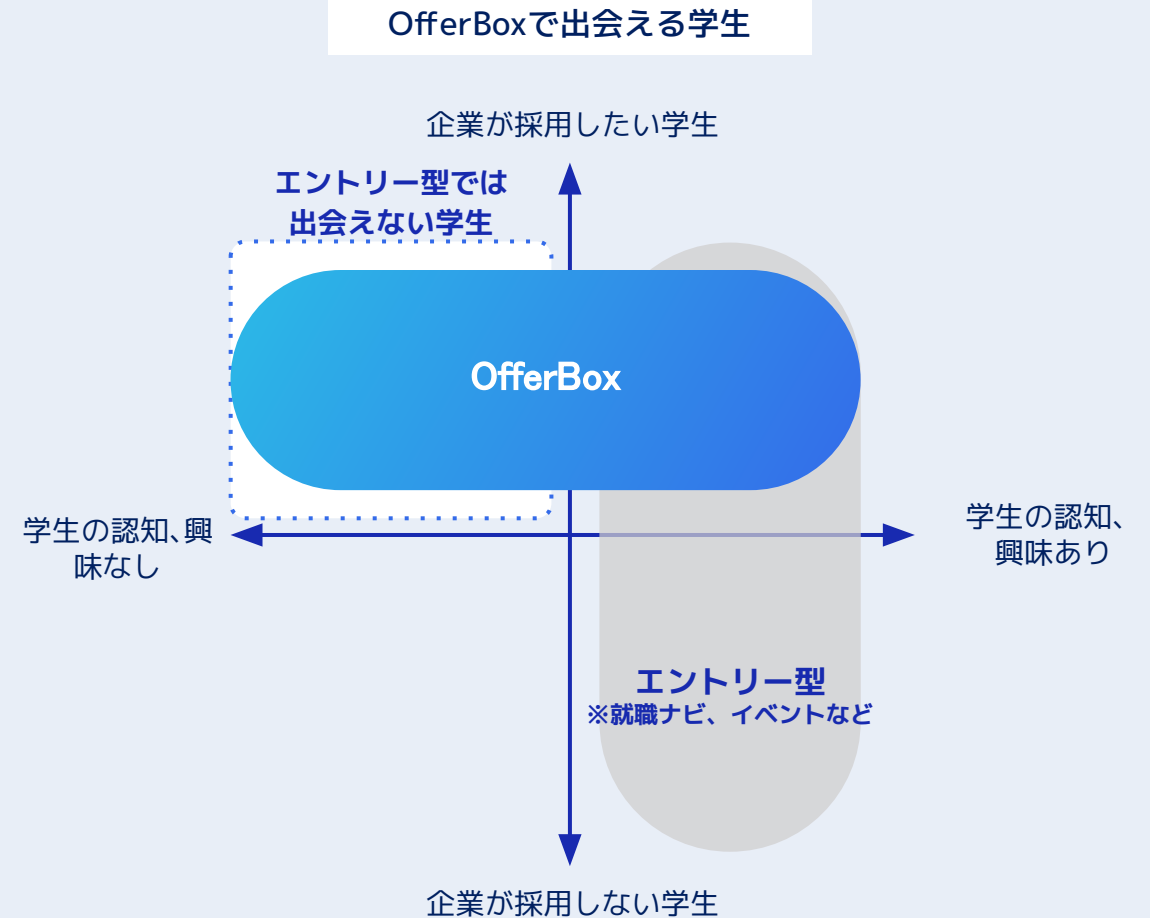 OfferBoxで出会える学生
企業が採用したい学生
エントリー型では
出会えない学生
OfferBox
学生の認知、興
味なし
学生の認知、
興味あり
エントリー型
※就職ナビ、イベントなど
企業が採用しない学生